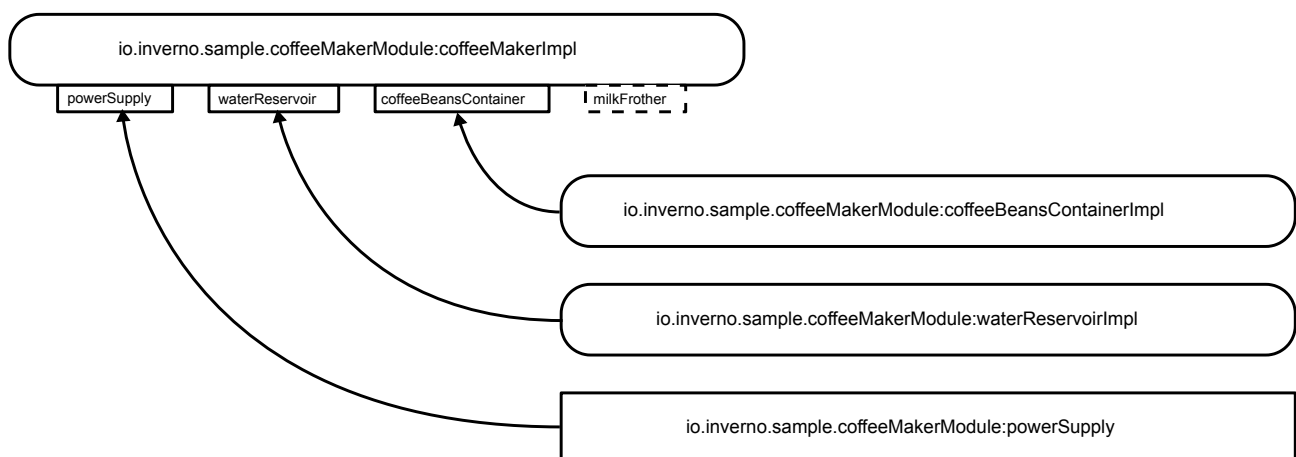 io.inverno.sample.coffeeMakerModule:coffeeMakerImpl
powerSupply
waterReservoir
coffeeBeansContainer
milkFrother
io.inverno.sample.coffeeMakerModule:coffeeBeansContainerImpl
io.inverno.sample.coffeeMakerModule:waterReservoirImpl
io.inverno.sample.coffeeMakerModule:powerSupply